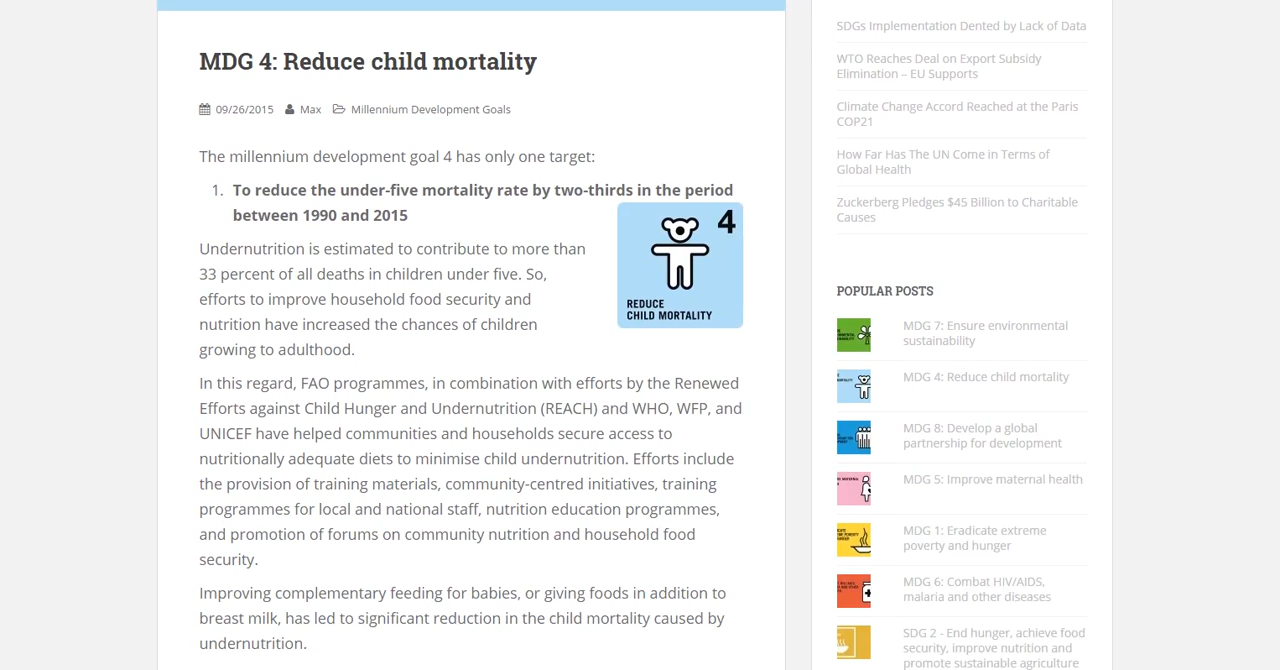 MDG 4: Reduce child mortality
09/26/2015 Max Millennium Development Goals
The millennium development goal 4 has only one target:
1. To reduce the under-five mortality rate by two-thirds in the period
between 1990 and 2015
4
REDUCE
CHILD MORTALITY
Undernutrition is estimated to contribute to more than
33 percent of all deaths in children under five. So,
efforts to improve household food security and
nutrition have increased the chances of children
growing to adulthood.
In this regard, FAO programmes, in combination with efforts by the Renewed
Efforts against Child Hunger and Undernutrition (REACH) and WHO, WFP, and
UNICEF have helped communities and households secure access to
nutritionally adequate diets to minimise child undernutrition. Efforts include
the provision of training materials, community-centred initiatives, training
programmes for local and national staff, nutrition education programmes,
and promotion of forums on community nutrition and household food
security.
Improving complementary feeding for babies, or giving foods in addition to
breast milk, has led to significant reduction in the child mortality caused by
undernutrition.
SDGs Implementation Dented by Lack of Data
WTO Reaches Deal on Export Subsidy
Elimination – EU Supports
Climate Change Accord Reached at the Paris
COP21
How Far Has The UN Come in Terms of
Global Health
Zuckerberg Pledges $45 Billion to Charitable
Causes
POPULAR POSTS
MDG 7: Ensure environmental
sustainability
MDG 4: Reduce child mortality
MDG 8: Develop a global
partnership for development
MDG 5: Improve maternal health
MDG 1: Eradicate extreme
poverty and hunger
MDG 6: Combat HIV/AIDS,
malaria and other diseases
SDG 2 - End hunger, achieve food
security, improve nutrition and
promote sustainable agriculture